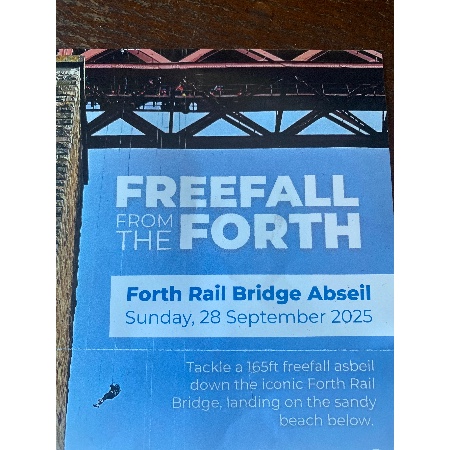 FREEFALL
FROM
THE FORTH
Forth Rail Bridge Abseil
Sunday, 28 September 2025
Tackle a 165ft freefall asbeil
down the iconic Forth Rail
Bridge, landing on the sandy
beach below.